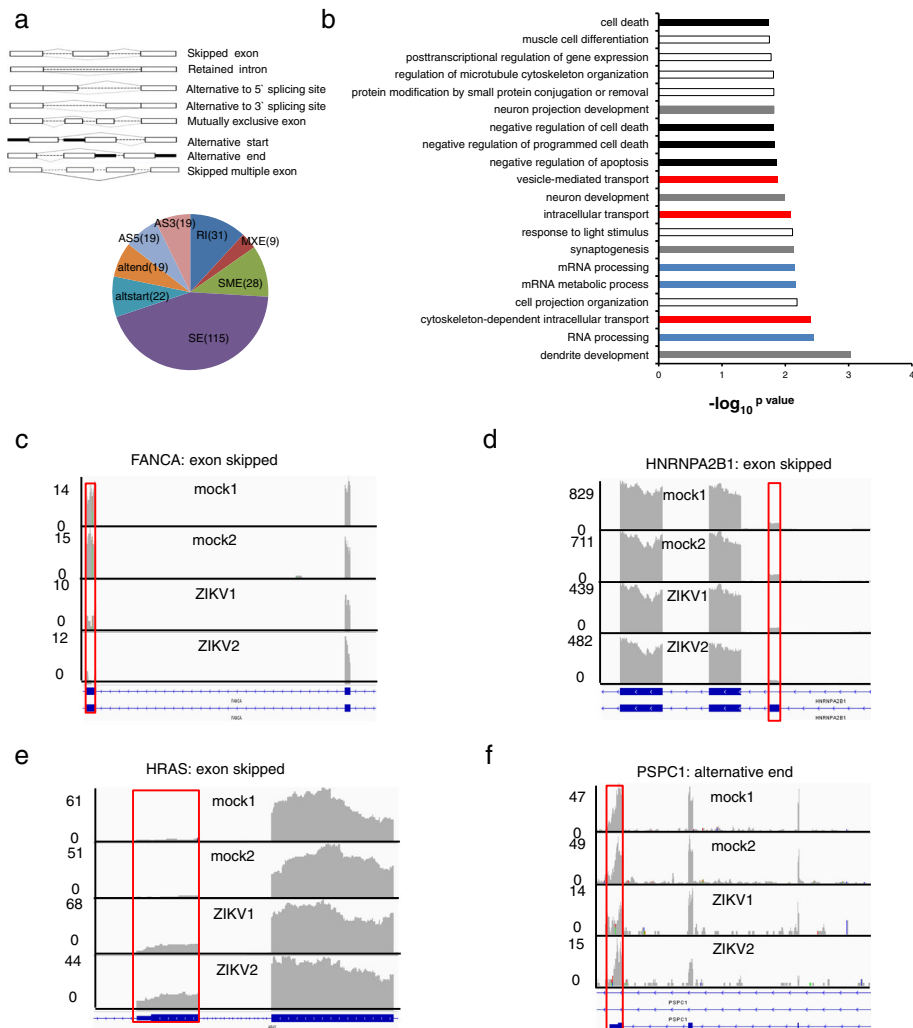 a
Skipped exon
Retained intron
Alternative to 5` splicing site
Alternative to 3` splicing site
Mutually exclusive exon
Alternative start
Alternative end
Skipped multiple exon
AS3(19)
RI(31)
AS5(19)
MXE(9)
altend(19)
SME(28)
altstart(22)
SE(115)
b
cell death
muscle cell differentiation
posttranscriptional regulation of gene expression
regulation of microtubule cytoskeleton organization
protein modification by small protein conjugation or removal
neuron projection development
negative regulation of cell death
negative regulation of programmed cell death
negative regulation of apoptosis
vesicle-mediated transport
neuron development
intracellular transport
response to light stimulus
synaptogenesis
mRNA processing
mRNA metabolic process
cell projection organization
cytoskeleton-dependent intracellular transport
RNA processing
dendrite development
0 1 2 3 4
-log10 p value
c
FANCA: exon skipped
14
mock1
0
15
mock2
0
10
ZIKV1
0
12
ZIKV2
0
FANCA
FANCA
d
HNRNPA2B1: exon skipped
829
mock1
0
711
mock2
0
439
ZIKV1
0
482
ZIKV2
0
HNRNPA2B1
HNRNPA2B1
e
HRAS: exon skipped
61
mock1
0
51
mock2
0
68
ZIKV1
0
44
ZIKV2
0
HRAS
f
PSPC1: alternative end
47
mock1
0
49
mock2
0
14
ZIKV1
0
15
ZIKV2
0
PSPC1
PSPC1